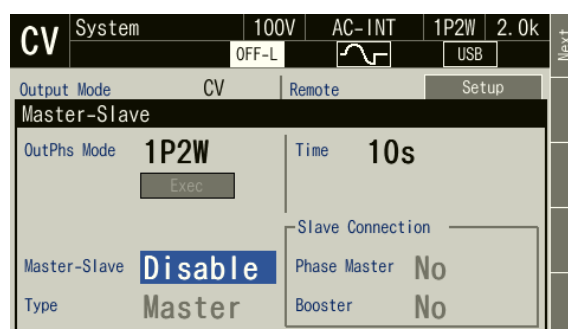 CV System 100V AC-INT 1P2W 2.0k Next
OFF-L USB
Output Mode CV Remote Setup
Master-Slave
OutPhs Mode 1P2W Time 10s
Exec
Slave Connection
Master-Slave Disable Phase Master No
Type Master Booster No